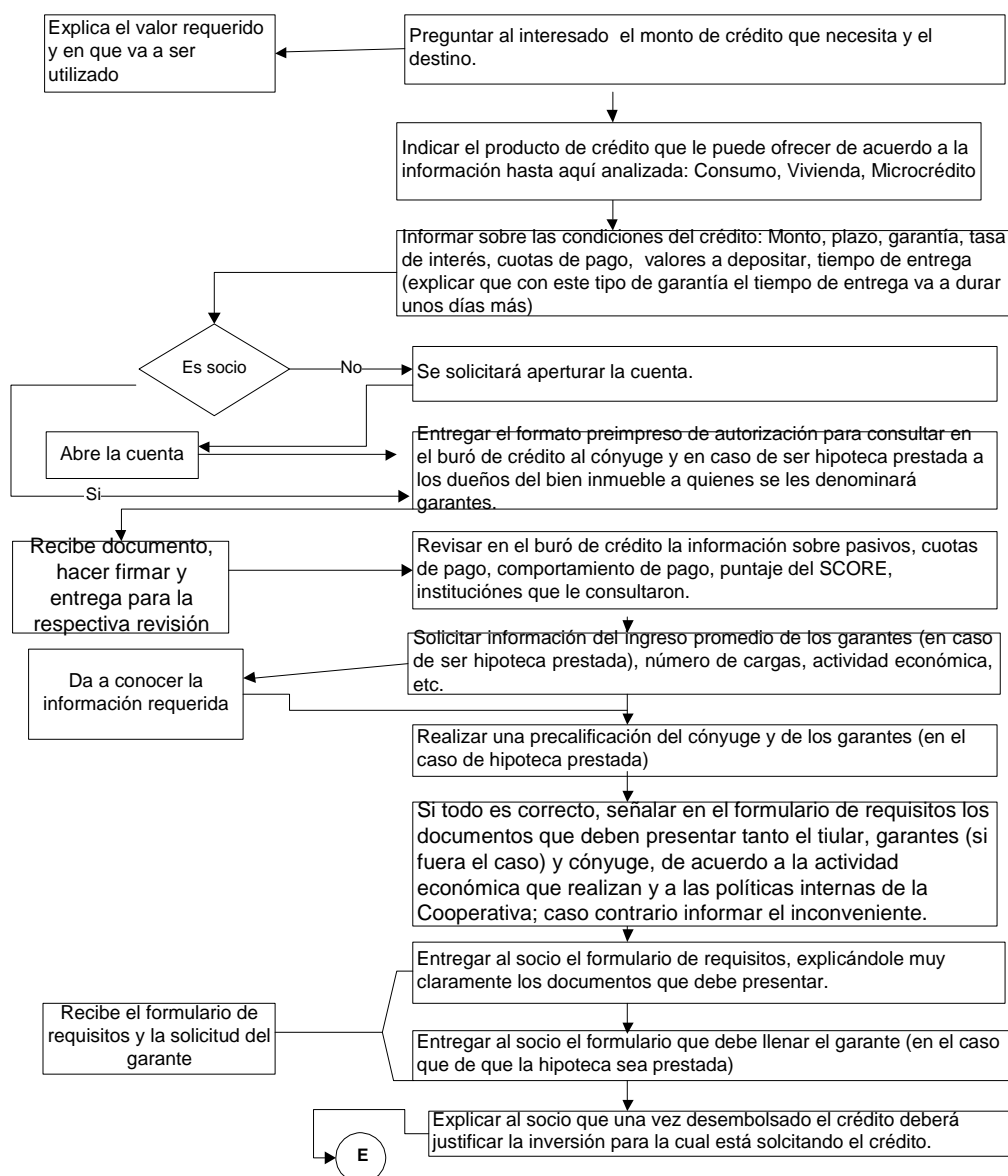 Explica el valor requerido
y en que va a ser
utilizado
Preguntar al interesado  el monto de crédito que necesita y el
destino.
Indicar el producto de crédito que le puede ofrecer de acuerdo a la
información hasta aquí analizada: Consumo, Vivienda, Microcrédito
Informar sobre las condiciones del crédito: Monto, plazo, garantía, tasa
de interés, cuotas de pago,  valores a depositar, tiempo de entrega
(explicar que con este tipo de garantía el tiempo de entrega va a durar
unos días más)
Es socio
No
Se solicitará aperturar la cuenta.
Abre la cuenta
Entregar el formato preimpreso de autorización para consultar en
el buró de crédito al cónyuge y en caso de ser hipoteca prestada a
los dueños del bien inmueble a quienes se les denominará
garantes.
Si
Recibe documento,
hacer firmar y
entrega para la
respectiva revisión
Revisar en el buró de crédito la información sobre pasivos, cuotas
de pago, comportamiento de pago, puntaje del SCORE,
instituciónes que le consultaron.
Solicitar información del ingreso promedio de los garantes (en caso
de ser hipoteca prestada), número de cargas, actividad económica,
etc.
Da a conocer la
información requerida
Realizar una precalificación del cónyuge y de los garantes (en el
caso de hipoteca prestada)
Si todo es correcto, señalar en el formulario de requisitos los
documentos que deben presentar tanto el tiular, garantes (si
fuera el caso) y cónyuge, de acuerdo a la actividad
económica que realizan y a las políticas internas de la
Cooperativa; caso contrario informar el inconveniente.
Entregar al socio el formulario de requisitos, explicándole muy
claramente los documentos que debe presentar.
Recibe el formulario de
requisitos y la solicitud del
garante
Entregar al socio el formulario que debe llenar el garante (en el caso
que de que la hipoteca sea prestada)
Explicar al socio que una vez desembolsado el crédito deberá
justificar la inversión para la cual está solcitando el crédito.
E